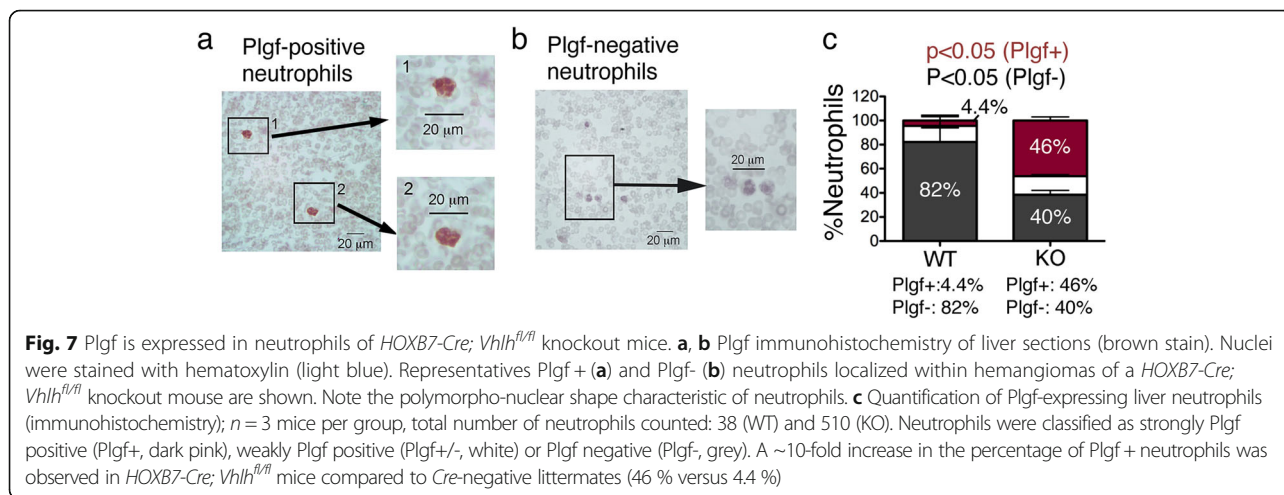 a
Plgf-positive
neutrophils
1
2
20 μm
1
20 μm
2
20 μm
b
Plgf-negative
neutrophils
20 μm
20 μm
c
p<0.05 (Plgf+)
P<0.05 (Plgf-)
4.4%
%Neutrophils
100
80
60
40
20
0
82%
46%
40%
WT
KO
Plgf+:4.4%
Plgf-: 82%
Plgf+: 46%
Plgf-: 40%
Fig. 7 Plgf is expressed in neutrophils of HOXB7-Cre; Vhlh^fl/fl knockout mice. a, b Plgf immunohistochemistry of liver sections (brown stain). Nuclei
were stained with hematoxylin (light blue). Representatives Plgf + (a) and Plgf- (b) neutrophils localized within hemangiomas of a HOXB7-Cre;
Vhlh^fl/fl knockout mouse are shown. Note the polymorpho-nuclear shape characteristic of neutrophils. c Quantification of Plgf-expressing liver neutrophils
(immunohistochemistry); n = 3 mice per group, total number of neutrophils counted: 38 (WT) and 510 (KO). Neutrophils were classified as strongly Plgf
positive (Plgf+, dark pink), weakly Plgf positive (Plgf+/-, white) or Plgf negative (Plgf-, grey). A ~10-fold increase in the percentage of Plgf + neutrophils was
observed in HOXB7-Cre; Vhlh^fl/fl mice compared to Cre-negative littermates (46 % versus 4.4 %)